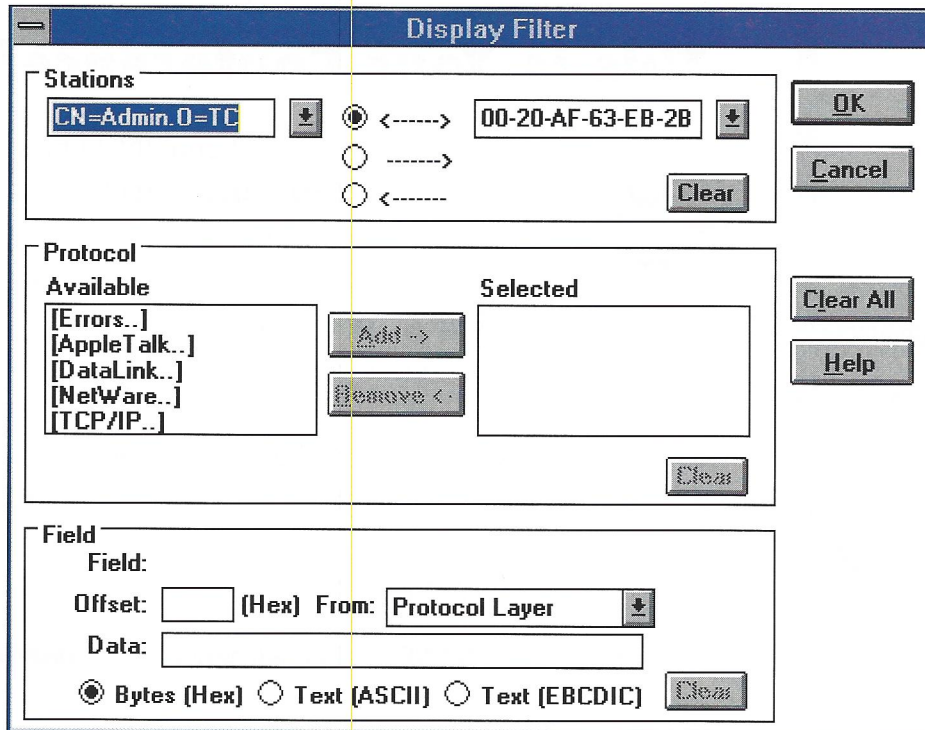 Display Filter
Stations
CN=Admin.O=TC
<------>
00-20-AF-63-EB-2B
------>
<------
Clear
OK
Cancel
Protocol
Available
Selected
[Errors..]
[AppleTalk..]
[DataLink..]
[NetWare..]
[TCP/IP..]
Add ->
Remove <-
Clear
Clear All
Help
Field
Field:
Offset:
(Hex) From: Protocol Layer
Data:
Bytes (Hex) Text (ASCII) Text (EBCDIC)
Clear